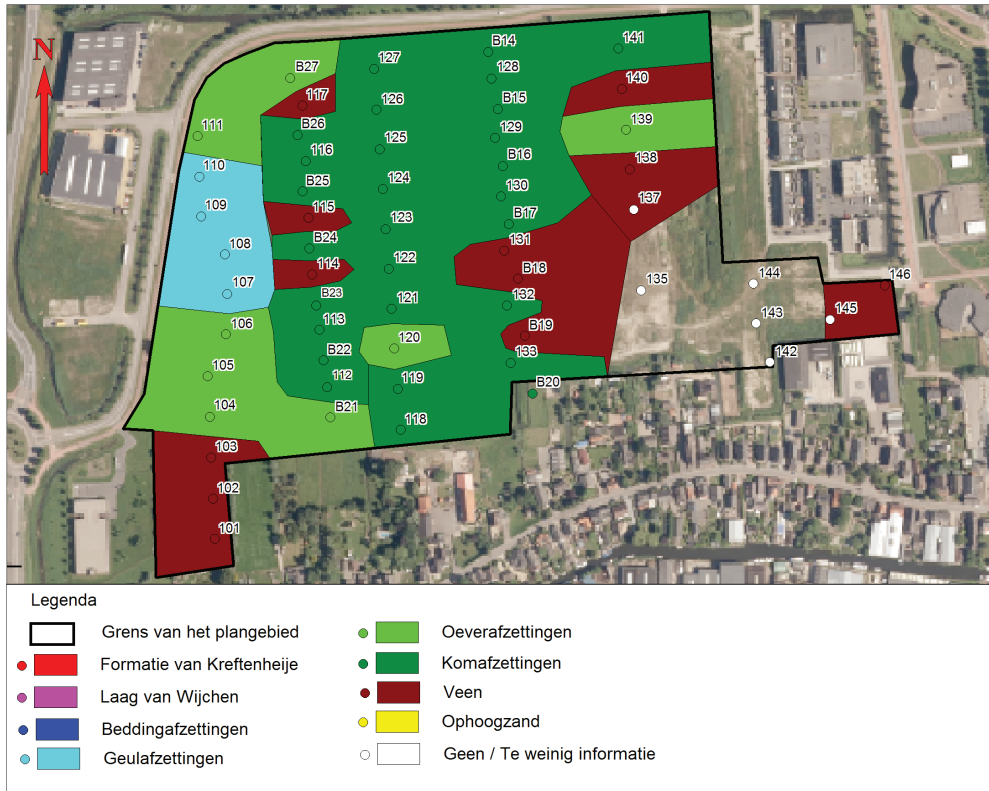 N
B14
141
127
B27
128
140
117
126
B15
111
B26
125
129
139
116
B16
110
138
B25
124
130
109
115
123
B17
137
108
B24
131
114
122
B18
144
107
B23
135
146
121
132
106
113
143
145
B19
120
B22
133
142
105
112
119
B20
104
B21
118
103
102
101
Legenda
Grens van het plangebied
Formatie van Kreftenheije
Laag van Wijchen
Beddingafzettingen
Geulafzettingen
Oeverafzettingen
Komafzettingen
Veen
Ophoogzand
Geen / Te weinig informatie